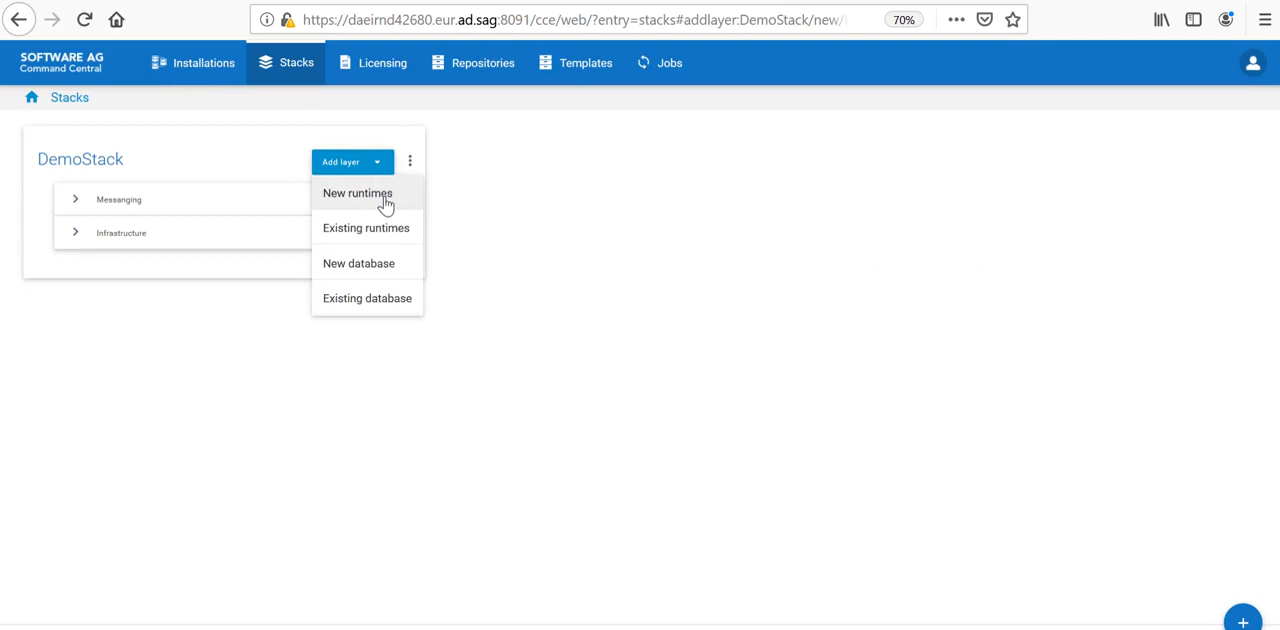 https://daeirnd42680.eur.ad.sag:8091/cce/web/?entry=stacks#addlayer:DemoStack/new/
70%
SOFTWARE AG
Command Central
Installations
Stacks
Licensing
Repositories
Templates
Jobs
Stacks
DemoStack
Add layer
New runtimes
Messanging
Existing runtimes
Infrastructure
New database
Existing database